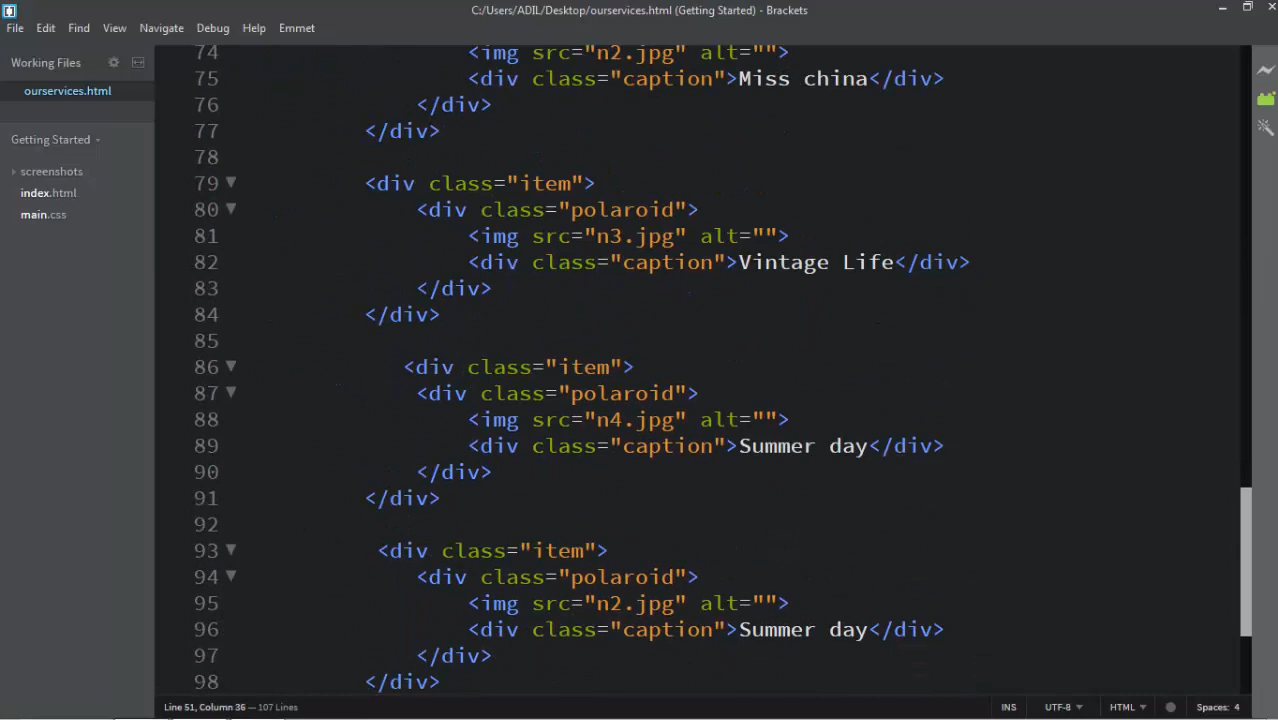 C:/Users/ADIL/Desktop/ourservices.html (Getting Started) - Brackets
File Edit Find View Navigate Debug Help Emmet
Working Files
ourservices.html
Getting Started
screenshots
index.html
main.css
74 <img src="n2.jpg" alt="">
75 <div class="caption">Miss china</div>
76 </div>
77 </div>
78
79 <div class="item">
80 <div class="polaroid">
81 <img src="n3.jpg" alt="">
82 <div class="caption">Vintage Life</div>
83 </div>
84 </div>
85
86 <div class="item">
87 <div class="polaroid">
88 <img src="n4.jpg" alt="">
89 <div class="caption">Summer day</div>
90 </div>
91 </div>
92
93 <div class="item">
94 <div class="polaroid">
95 <img src="n2.jpg" alt="">
96 <div class="caption">Summer day</div>
97 </div>
98 </div>
Line 51, Column 36 — 107 Lines INS UTF-8 HTML Spaces: 4